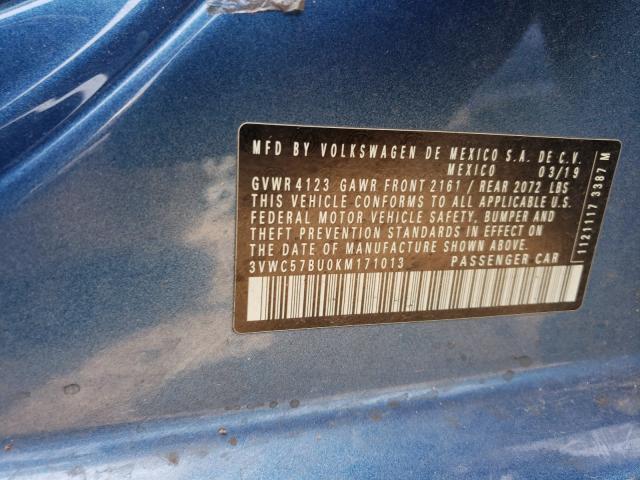 MFD BY VOLKSWAGEN DE MEXICO S.A. DE C.V.
MEXICO 03/19
GVWR 4123 GAWR FRONT 2161 / REAR 2072 LBS
THIS VEHICLE CONFORMS TO ALL APPLICABLE U.S.
FEDERAL MOTOR VEHICLE SAFETY, BUMPER AND
THEFT PREVENTION STANDARDS IN EFFECT ON
THE DATE OF MANUFACTURE SHOWN ABOVE.
3VWC57BU0KM171013 PASSENGER CAR
1121117 3387 M